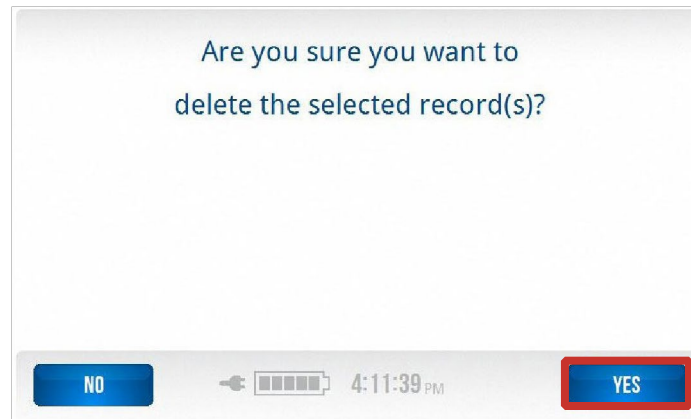 Are you sure you want to
delete the selected record(s)?
NO
4:11:39 PM
YES